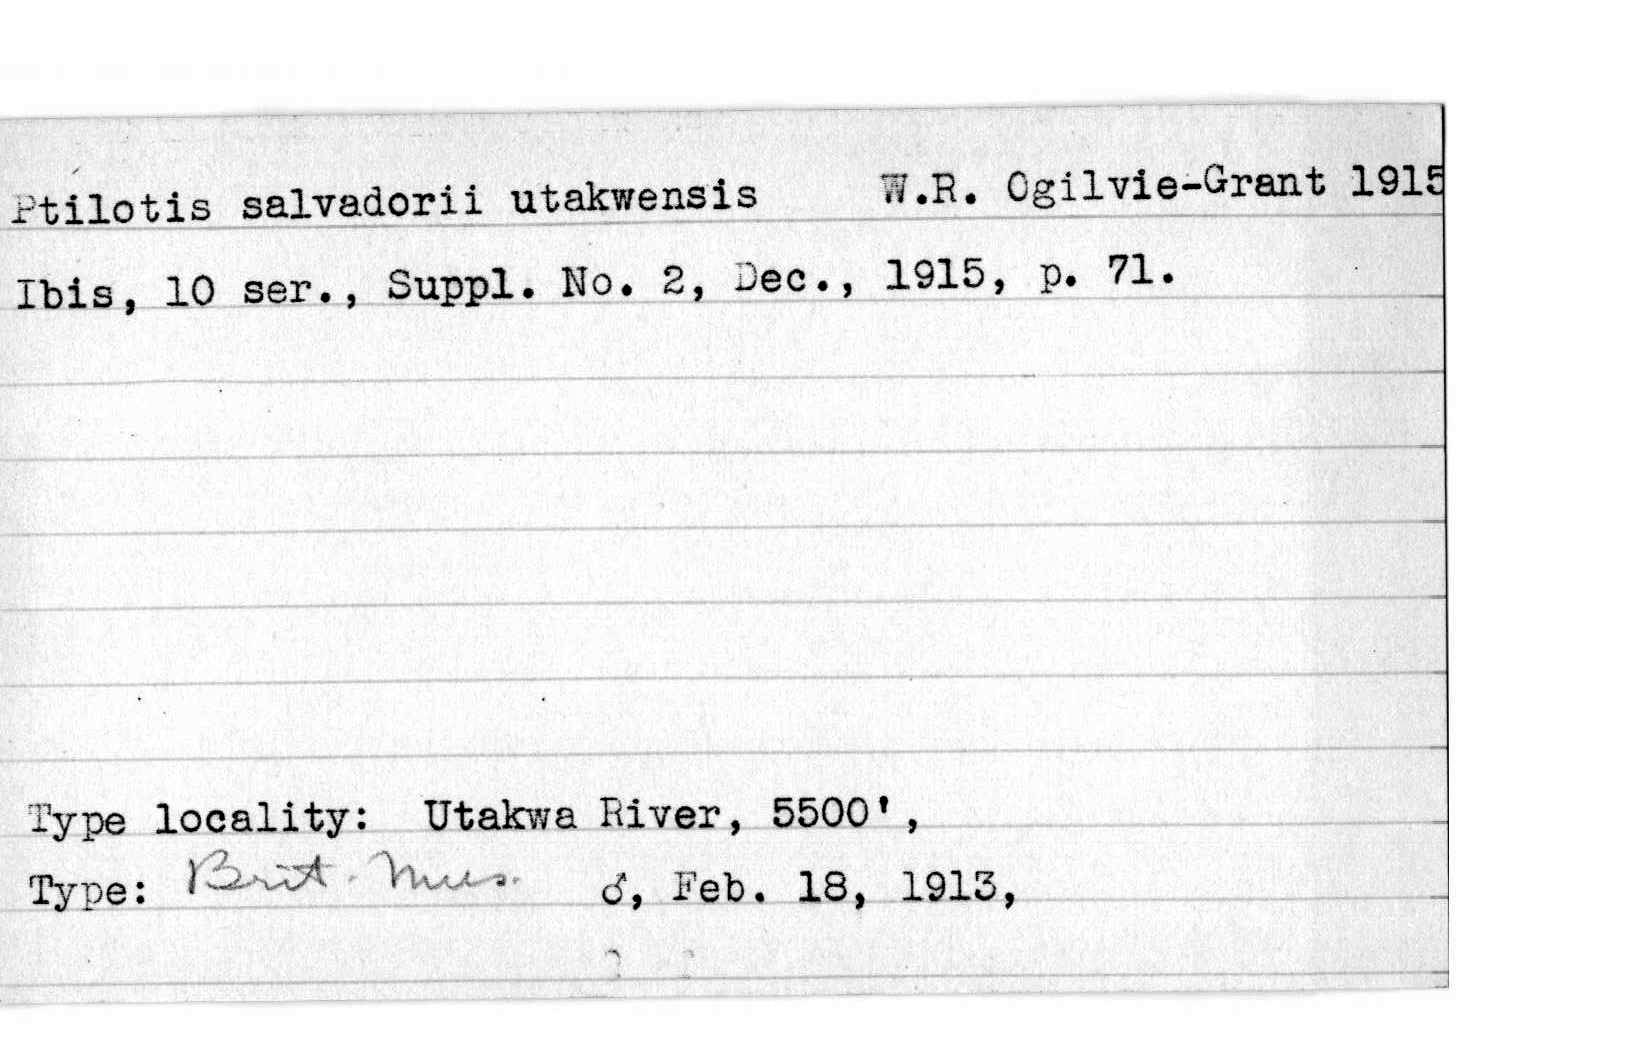 Ptilotis salvadorii utakwensis W.R. Ogilvie-Grant 1915
Ibis, 10 ser., Suppl. No. 2, Dec., 1915, p. 71.
Type locality: Utakwa River, 5500',
Type: Brit. Mus. ♂, Feb. 18, 1913,